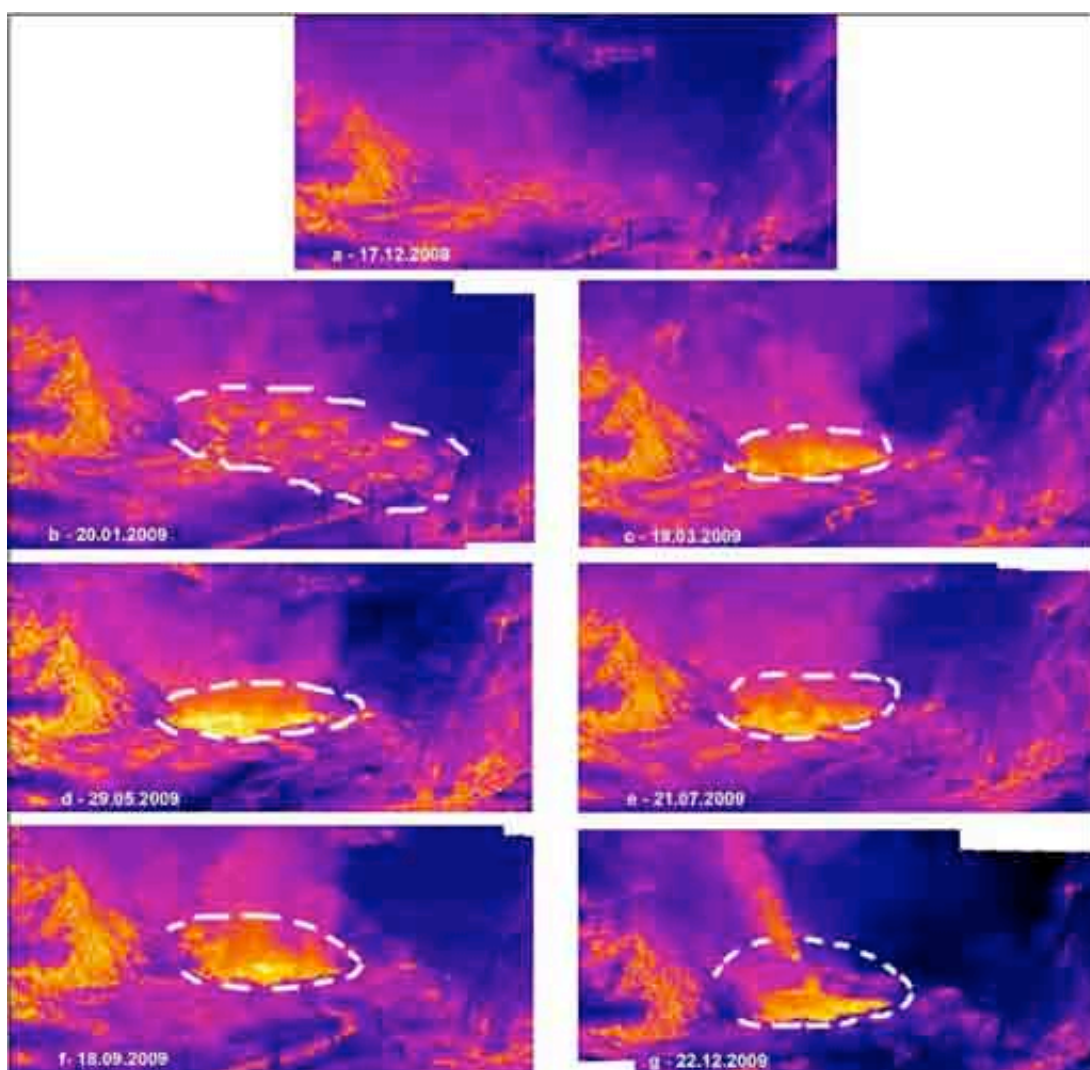 a - 17.12.2008
b - 20.01.2009
c - 19.03.2009
d - 29.05.2009
e - 21.07.2009
f- 18.09.2009
g - 22.12.2009